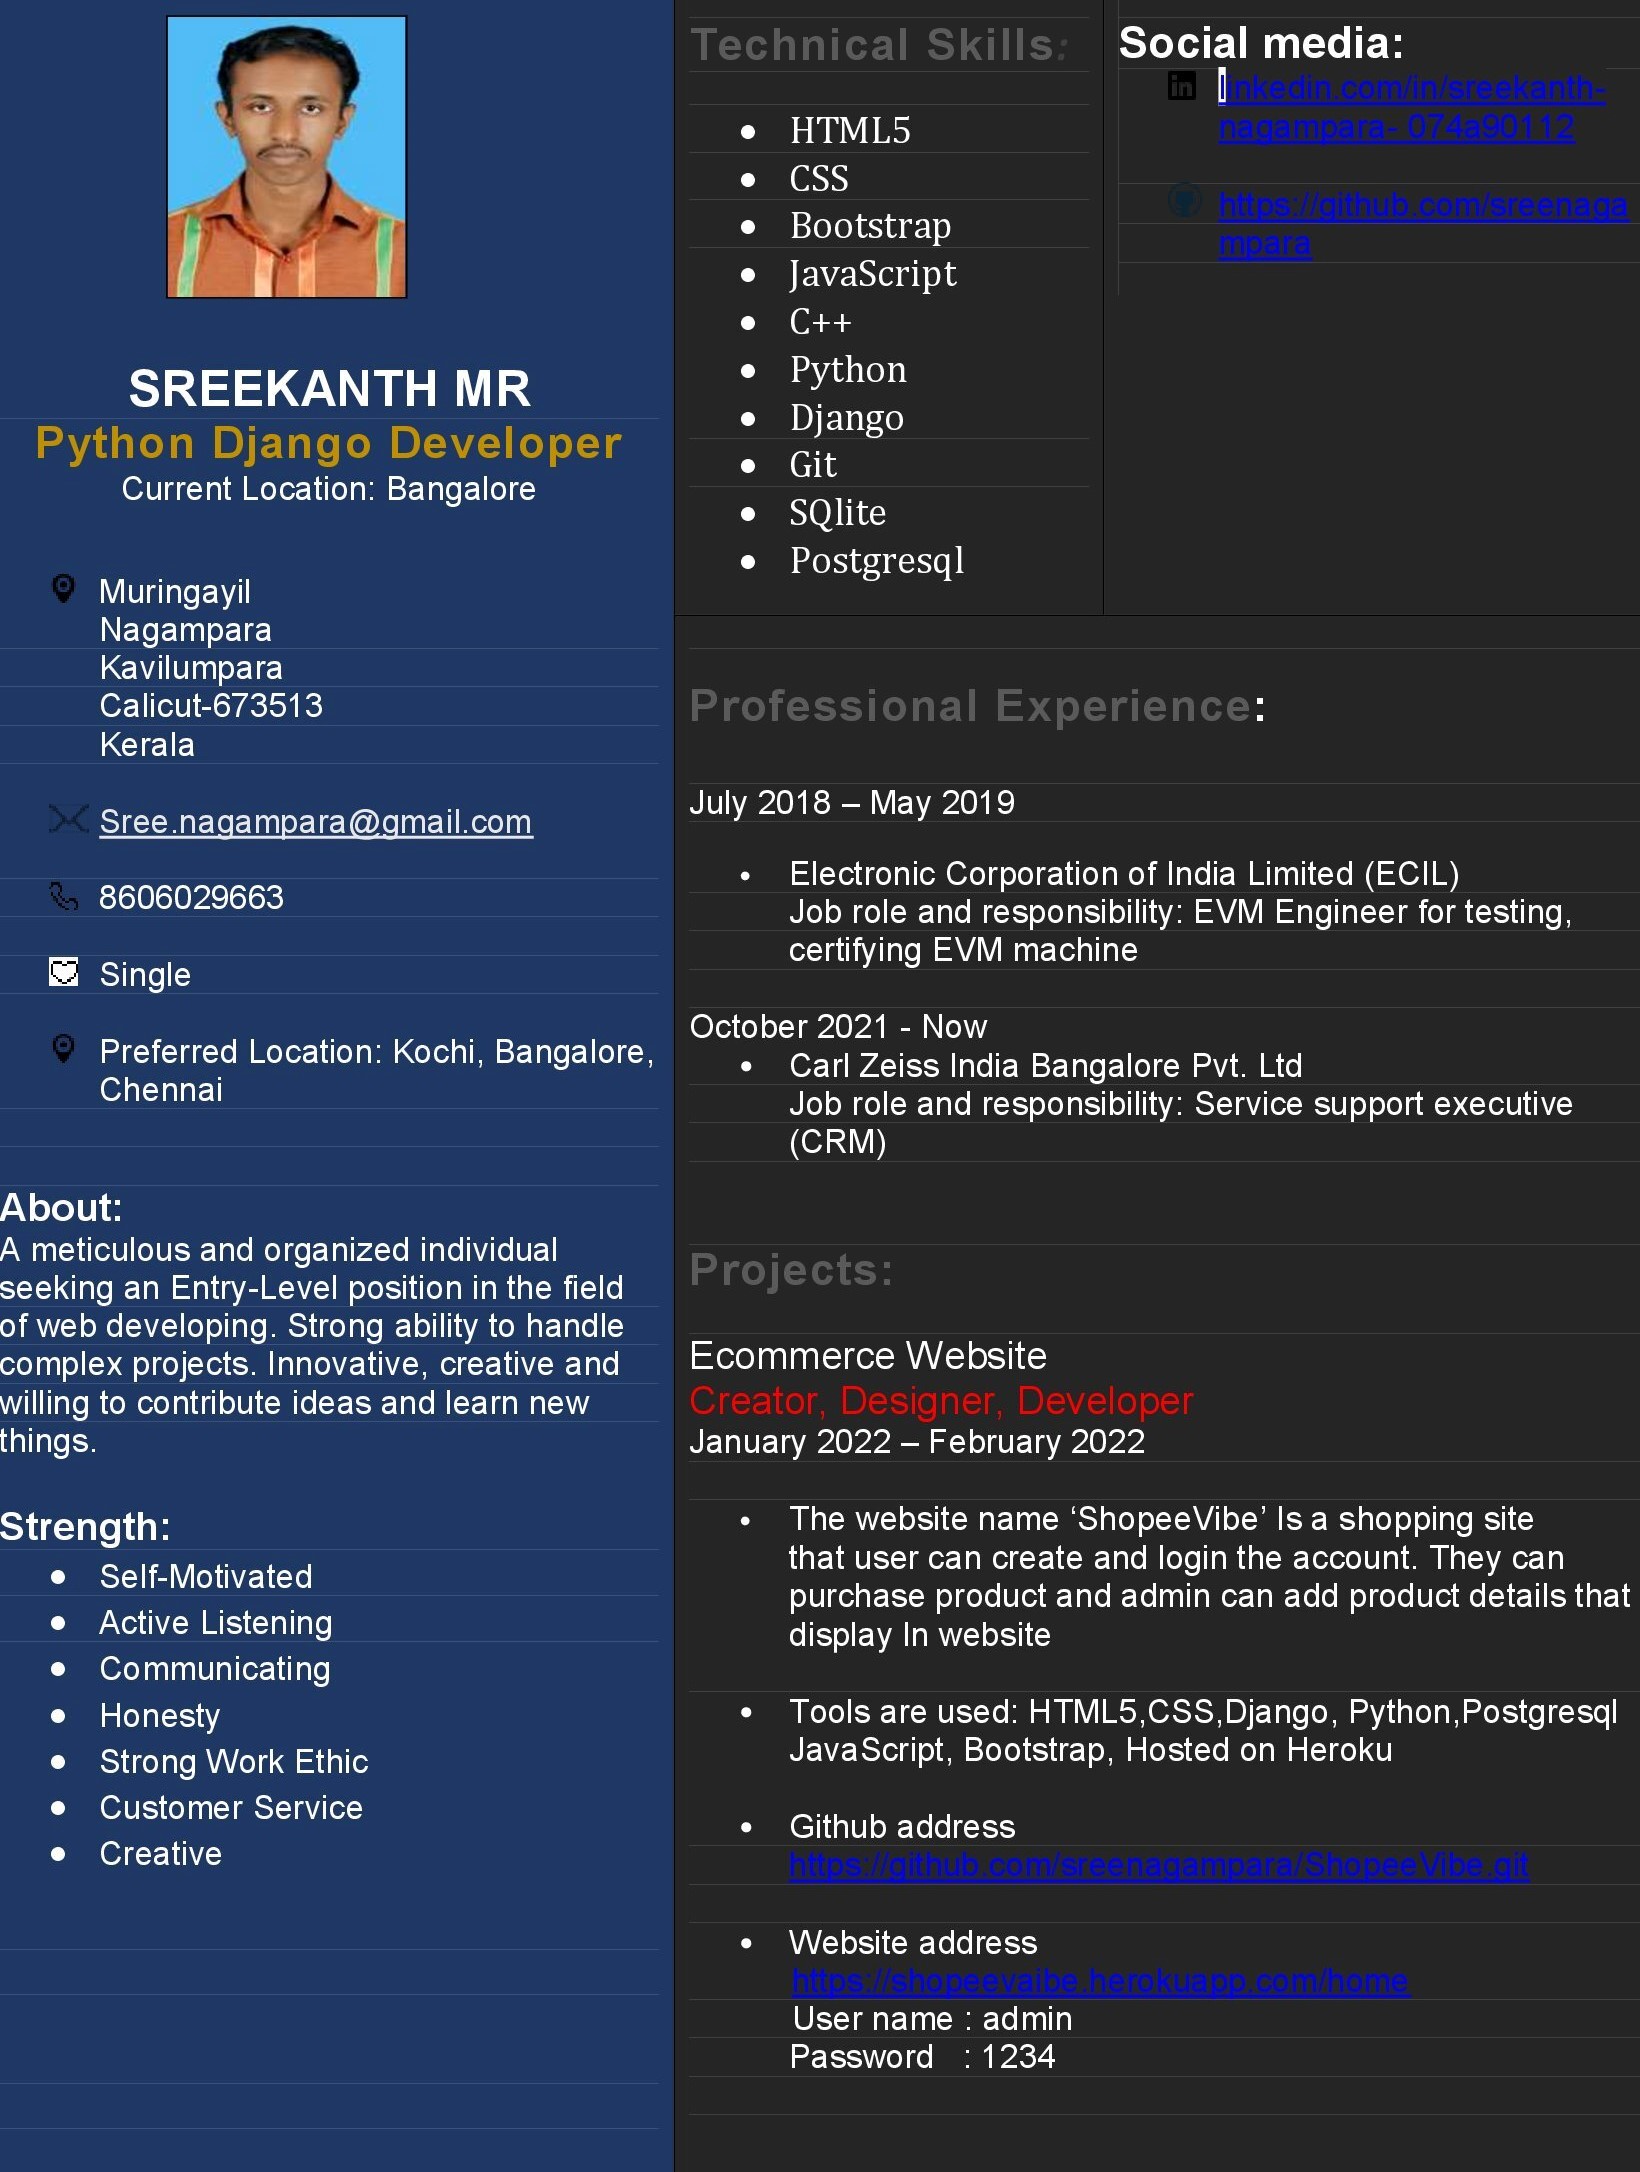 SREEKANTH MR
Python Django Developer
Current Location: Bangalore
Muringayil
Nagampara
Kavilumpara
Calicut-673513
Kerala
Sree.nagampara@gmail.com
8606029663
Single
Preferred Location: Kochi, Bangalore,
Chennai
About:
A meticulous and organized individual
seeking an Entry-Level position in the field
of web developing. Strong ability to handle
complex projects. Innovative, creative and
willing to contribute ideas and learn new
things.
Strength:
• Self-Motivated
• Active Listening
• Communicating
• Honesty
• Strong Work Ethic
• Customer Service
• Creative
Technical Skills:
• HTML5
• CSS
• Bootstrap
• JavaScript
• C++
• Python
• Django
• Git
• SQlite
• Postgresql
Social media:
in
linkedin.com/in/sreekanth-
nagampara- 074a90112
https://github.com/sreenaga
mpara
Professional Experience:
July 2018 – May 2019
• Electronic Corporation of India Limited (ECIL)
Job role and responsibility: EVM Engineer for testing,
certifying EVM machine
October 2021 - Now
• Carl Zeiss India Bangalore Pvt. Ltd
Job role and responsibility: Service support executive
(CRM)
Projects:
Ecommerce Website
Creator, Designer, Developer
January 2022 – February 2022
• The website name ‘ShopeeVibe’ Is a shopping site
that user can create and login the account. They can
purchase product and admin can add product details that
display In website
• Tools are used: HTML5,CSS,Django, Python,Postgresql
JavaScript, Bootstrap, Hosted on Heroku
• Github address
https://github.com/sreenagampara/ShopeeVibe.git
• Website address
https://shopeevaibe.herokuapp.com/home
User name : admin
Password : 1234